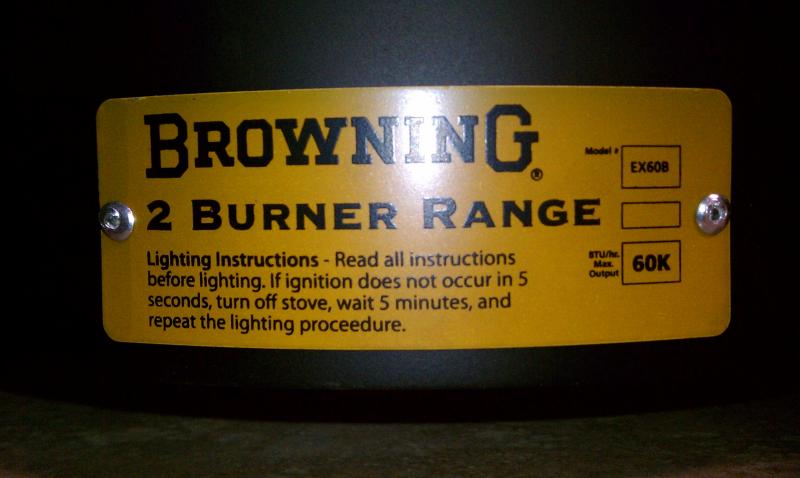 BROWNING®
Model # EX60B
2 BURNER RANGE
Lighting Instructions - Read all instructions
before lighting. If ignition does not occur in 5
seconds, turn off stove, wait 5 minutes, and
repeat the lighting proceedure.
BTU/hr.
Max.
Output
60K